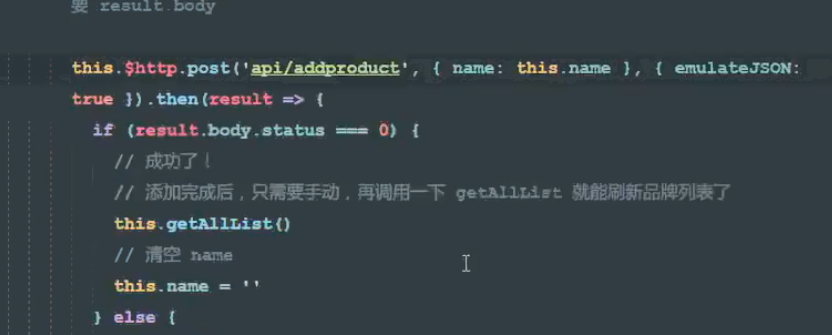 要 result.body
this.$http.post('api/addproduct', { name: this.name }, { emulateJSON:
true }).then(result => {
if (result.body.status === 0) {
// 成功了！
// 添加完成后，只需要手动，再调用一下 getAllList 就能刷新品牌列表了
this.getAllList()
// 清空 name
this.name = ''
} else {